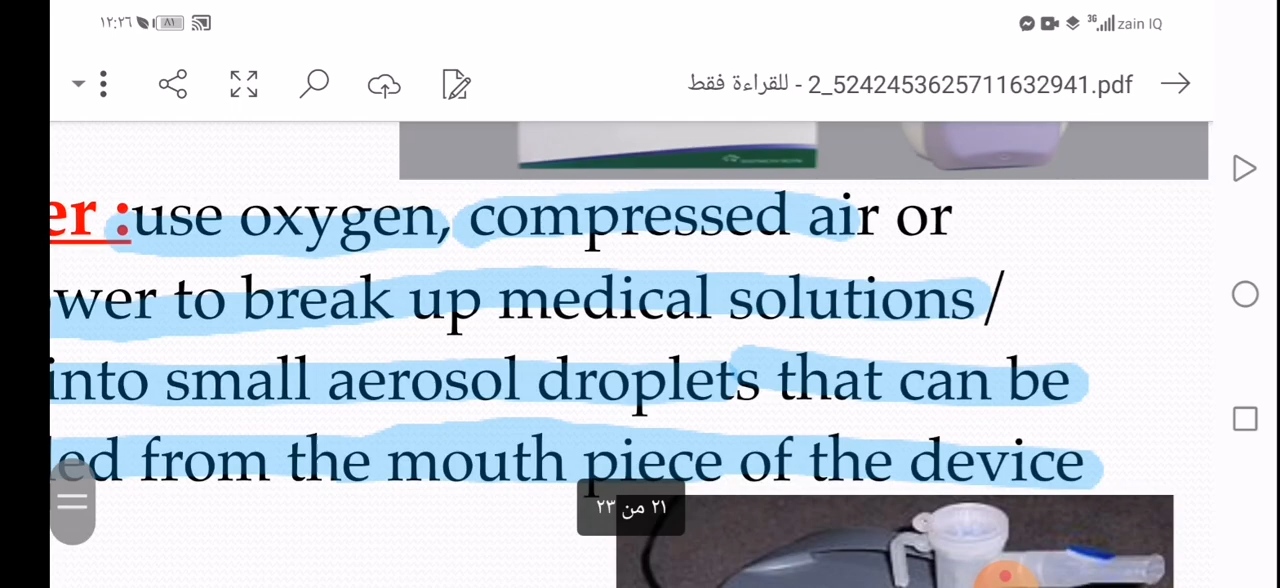 ١٢:٢٦ ٨١ 3G zain IQ
2_5242453625711632941.pdf - للقراءة فقط
er :use oxygen, compressed air or
wer to break up medical solutions/
into small aerosol droplets that can be
led from the mouth piece of the device
٢١ من ٢٣